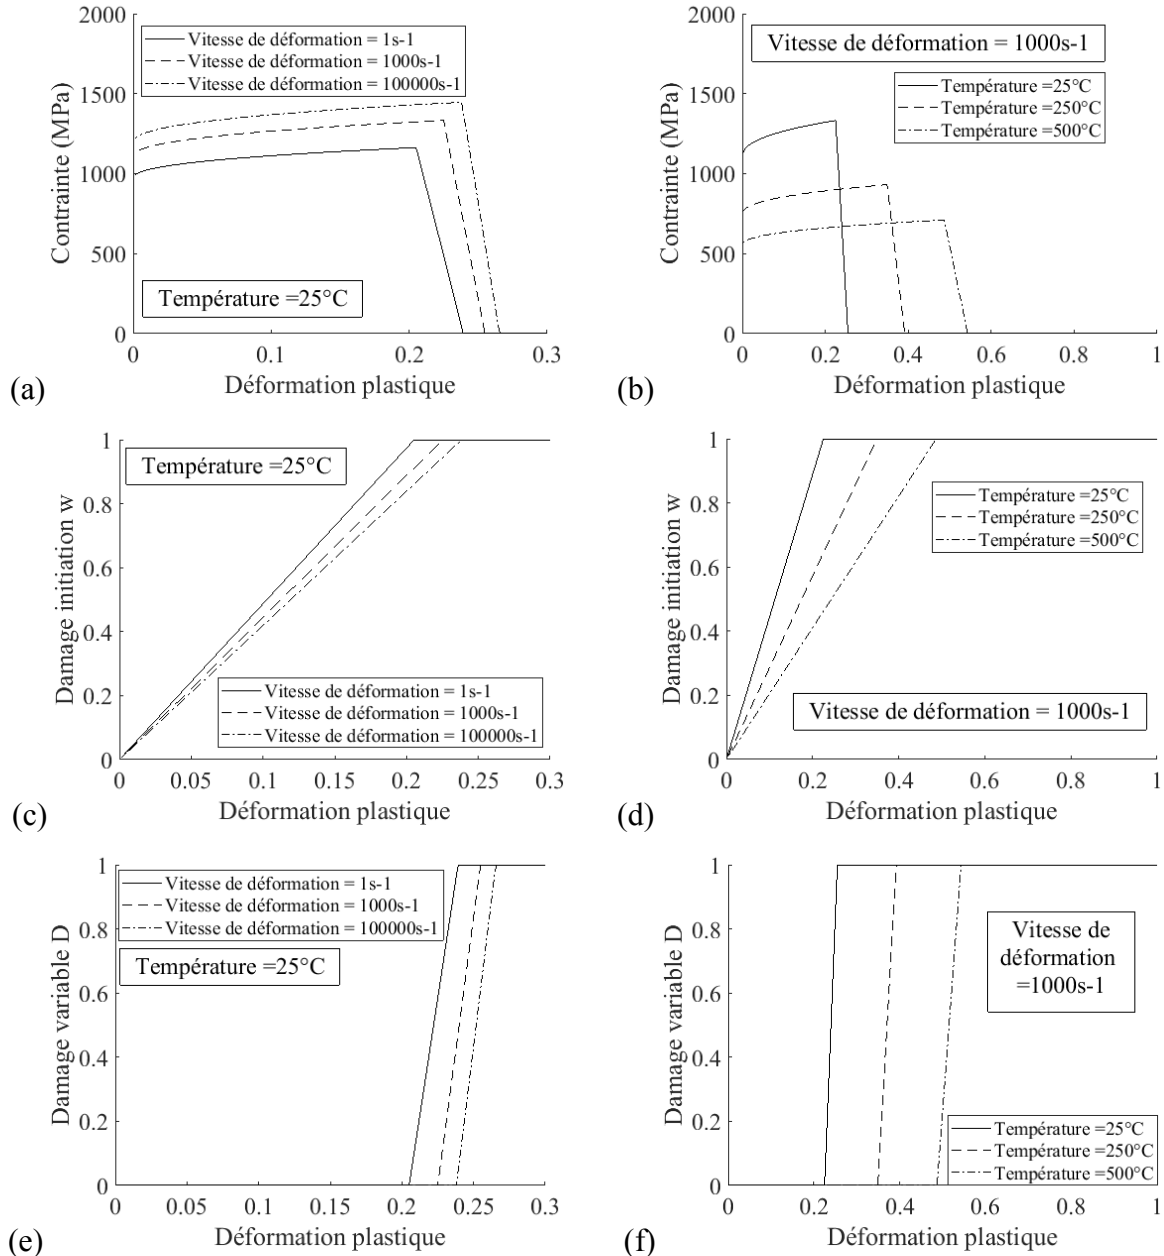 2000
1500
1000
500
0
Contrainte (MPa)
Vitesse de déformation = 1s-1
Vitesse de déformation = 1000s-1
Vitesse de déformation = 100000s-1
Température =25°C
0
0.1
0.2
0.3
Déformation plastique
(a)
2000
1500
1000
500
0
Contrainte (MPa)
Vitesse de déformation = 1000s-1
Température =25°C
Température =250°C
Température =500°C
0
0.2
0.4
0.6
0.8
1
Déformation plastique
(b)
1
0.8
0.6
0.4
0.2
0
Damage initiation w
Température =25°C
Vitesse de déformation = 1s-1
Vitesse de déformation = 1000s-1
Vitesse de déformation = 100000s-1
0
0.05
0.1
0.15
0.2
0.25
0.3
Déformation plastique
(c)
1
0.8
0.6
0.4
0.2
0
Damage initiation w
Température =25°C
Température =250°C
Température =500°C
Vitesse de déformation = 1000s-1
0
0.2
0.4
0.6
0.8
1
Déformation plastique
(d)
1
0.8
0.6
0.4
0.2
0
Damage variable D
Vitesse de déformation = 1s-1
Vitesse de déformation = 1000s-1
Vitesse de déformation = 100000s-1
Température =25°C
0
0.05
0.1
0.15
0.2
0.25
0.3
Déformation plastique
(e)
1
0.8
0.6
0.4
0.2
0
Damage variable D
Vitesse de
déformation
=1000s-1
Température =25°C
Température =250°C
Température =500°C
0
0.2
0.4
0.6
0.8
1
Déformation plastique
(f)